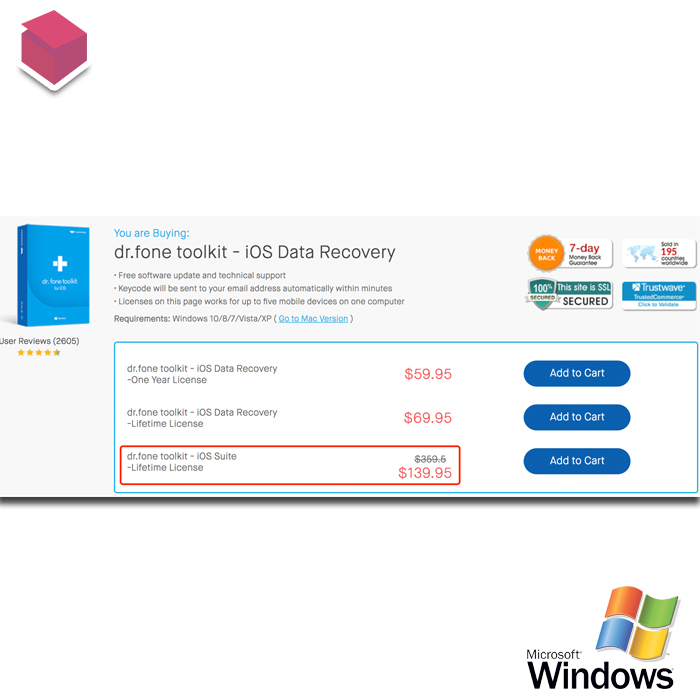 You are Buying:
dr.fone toolkit - iOS Data Recovery
• Free software update and technical support
• Keycode will be sent to your email address automatically within minutes
• Licenses on this page works for up to five mobile devices on one computer
Requirements: Windows 10/8/7/Vista/XP ( Go to Mac Version )
dr.fone toolkit
for iOS
User Reviews (2605)
MONEY BACK
7-day
Money Back
Guarantee
Sold in
195
countries
worldwide
100%
SECURED
This site is SSL
SECURED
Trustwave®
TrustedCommerce™
Click to Validate
dr.fone toolkit - iOS Data Recovery
-One Year License
$59.95
Add to Cart
dr.fone toolkit - iOS Data Recovery
-Lifetime License
$69.95
Add to Cart
dr.fone toolkit - iOS Suite
-Lifetime License
$359.5
$139.95
Add to Cart
Microsoft®
Windows®